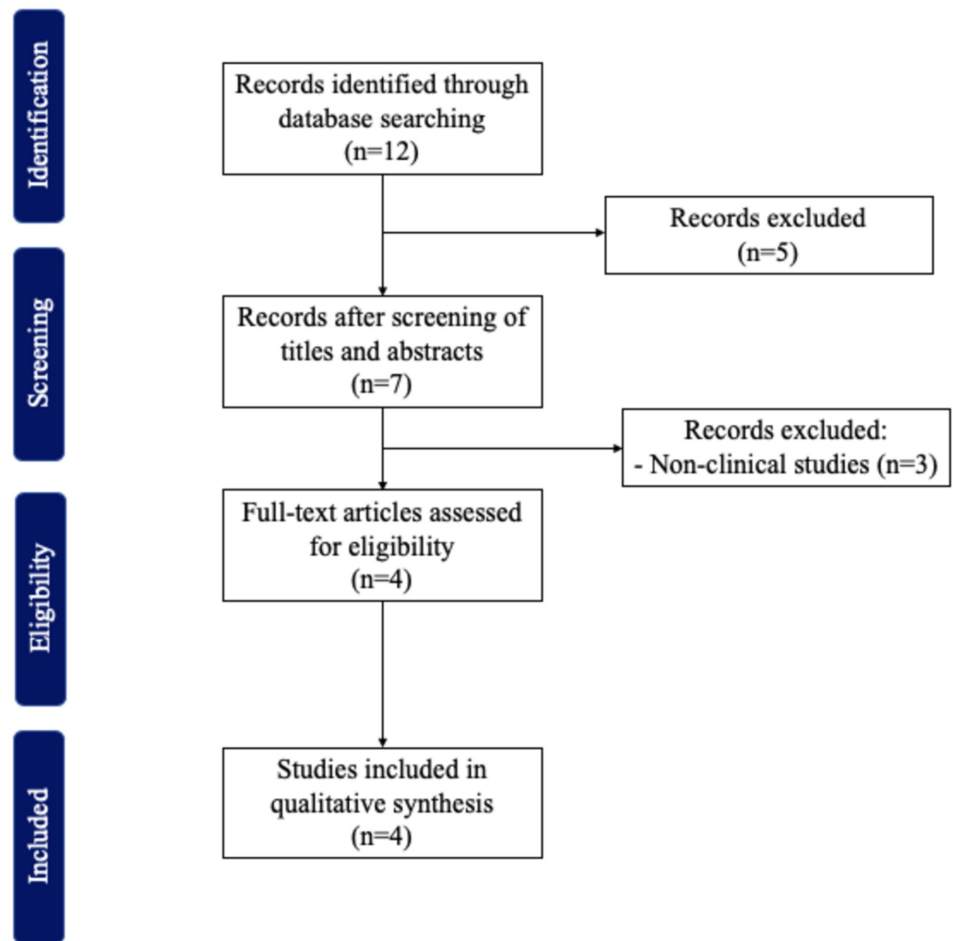 Identification
Records identified through
database searching
(n=12)
Records excluded
(n=5)
Screening
Records after screening of
titles and abstracts
(n=7)
Records excluded:
- Non-clinical studies (n=3)
Eligibility
Full-text articles assessed
for eligibility
(n=4)
Included
Studies included in
qualitative synthesis
(n=4)